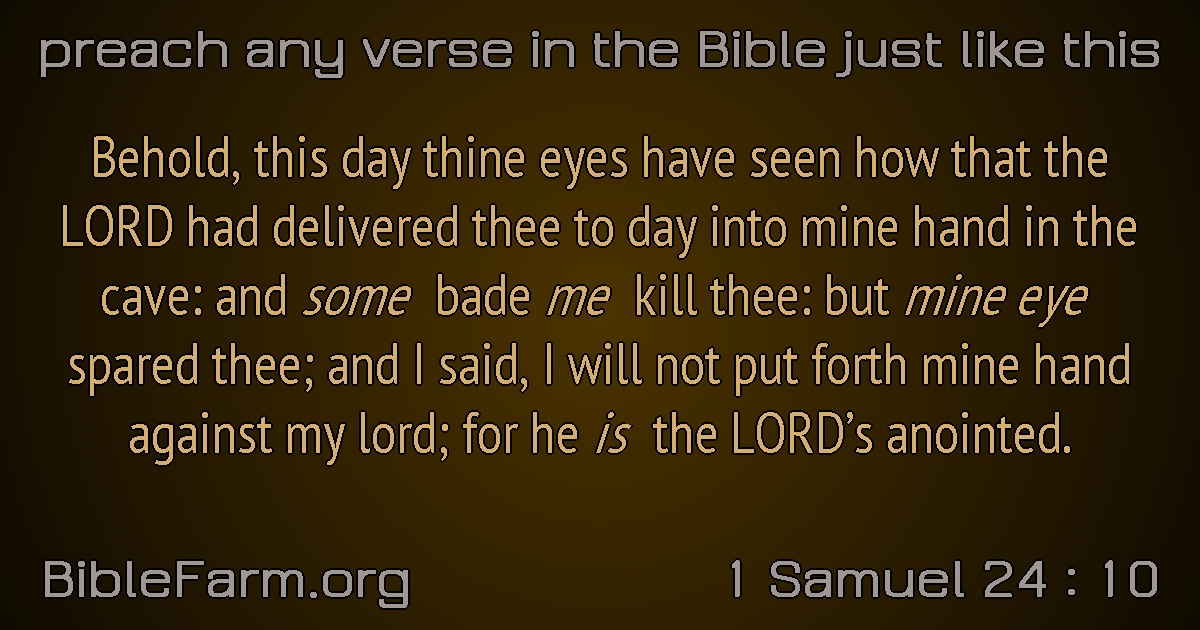 preach any verse in the Bible just like this
Behold, this day thine eyes have seen how that the
LORD had delivered thee to day into mine hand in the
cave: and some bade me kill thee: but mine eye
spared thee; and I said, I will not put forth mine hand
against my lord; for he is the LORD’s anointed.
BibleFarm.org
1 Samuel 24 : 10